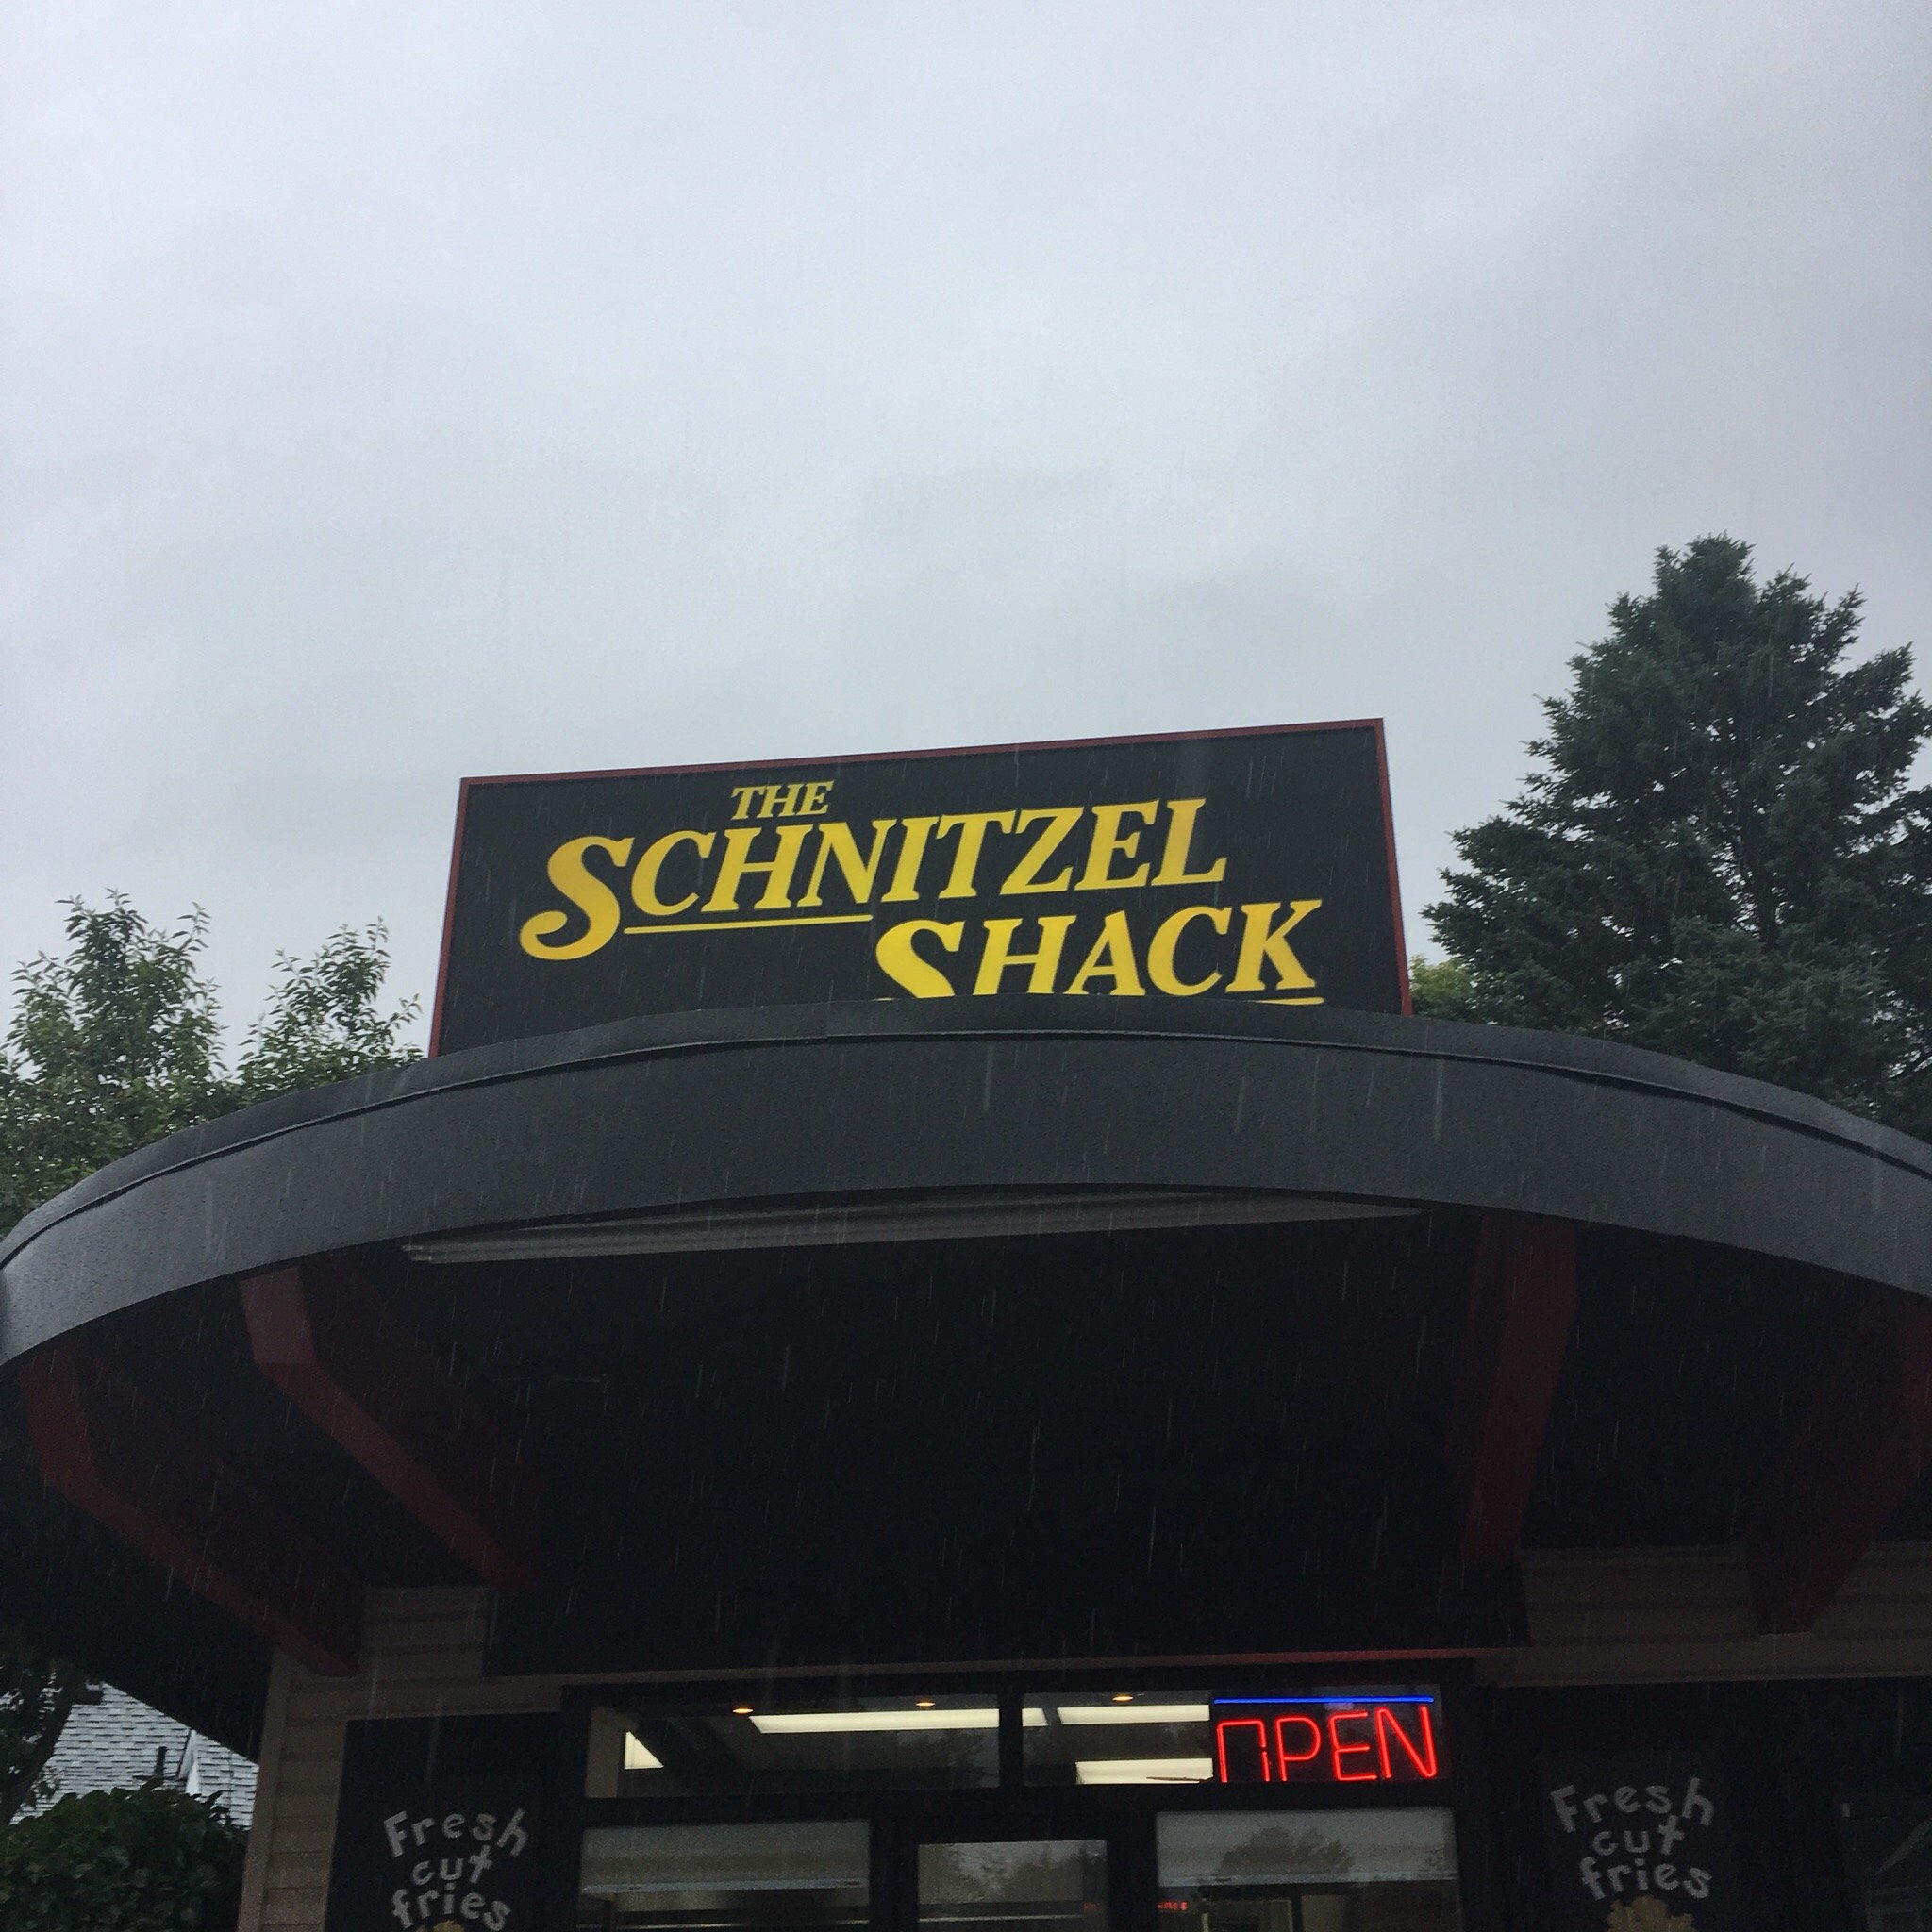 THE
SCHNITZEL
SHACK
OPEN
Fresh
cut
fries
Fresh
cut
fries